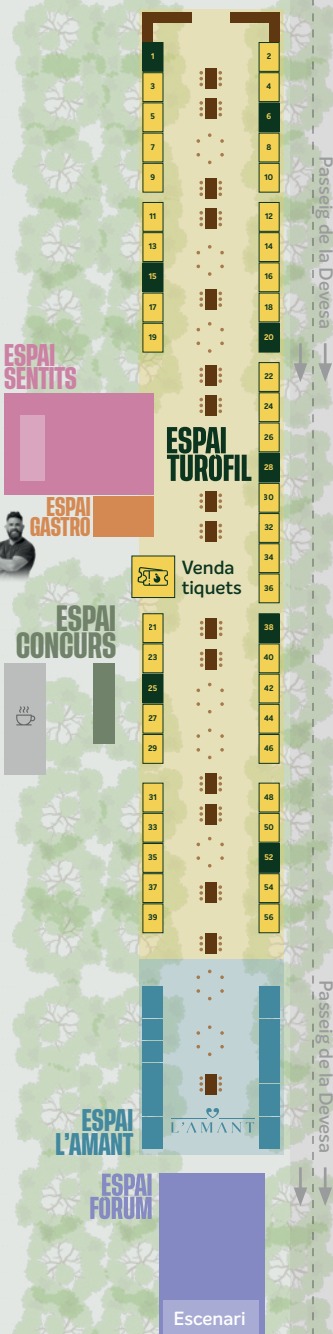 1
2
3
4
5
6
7
8
9
10
11
12
13
14
15
16
17
18
19
20
Passeig de la Devesa
22
24
ESPAI
SENTITS
26
ESPAI
TURÒFIL
28
30
ESPAI
GASTRO
32
34
Venda
tiquets
36
ESPAI
CONCURS
21
38
23
40
25
42
27
44
29
46
31
48
33
50
35
52
37
54
39
56
Passeig de la Devesa
L'AMANT
ESPAI
L'AMANT
ESPAI
FÒRUM
Escenari